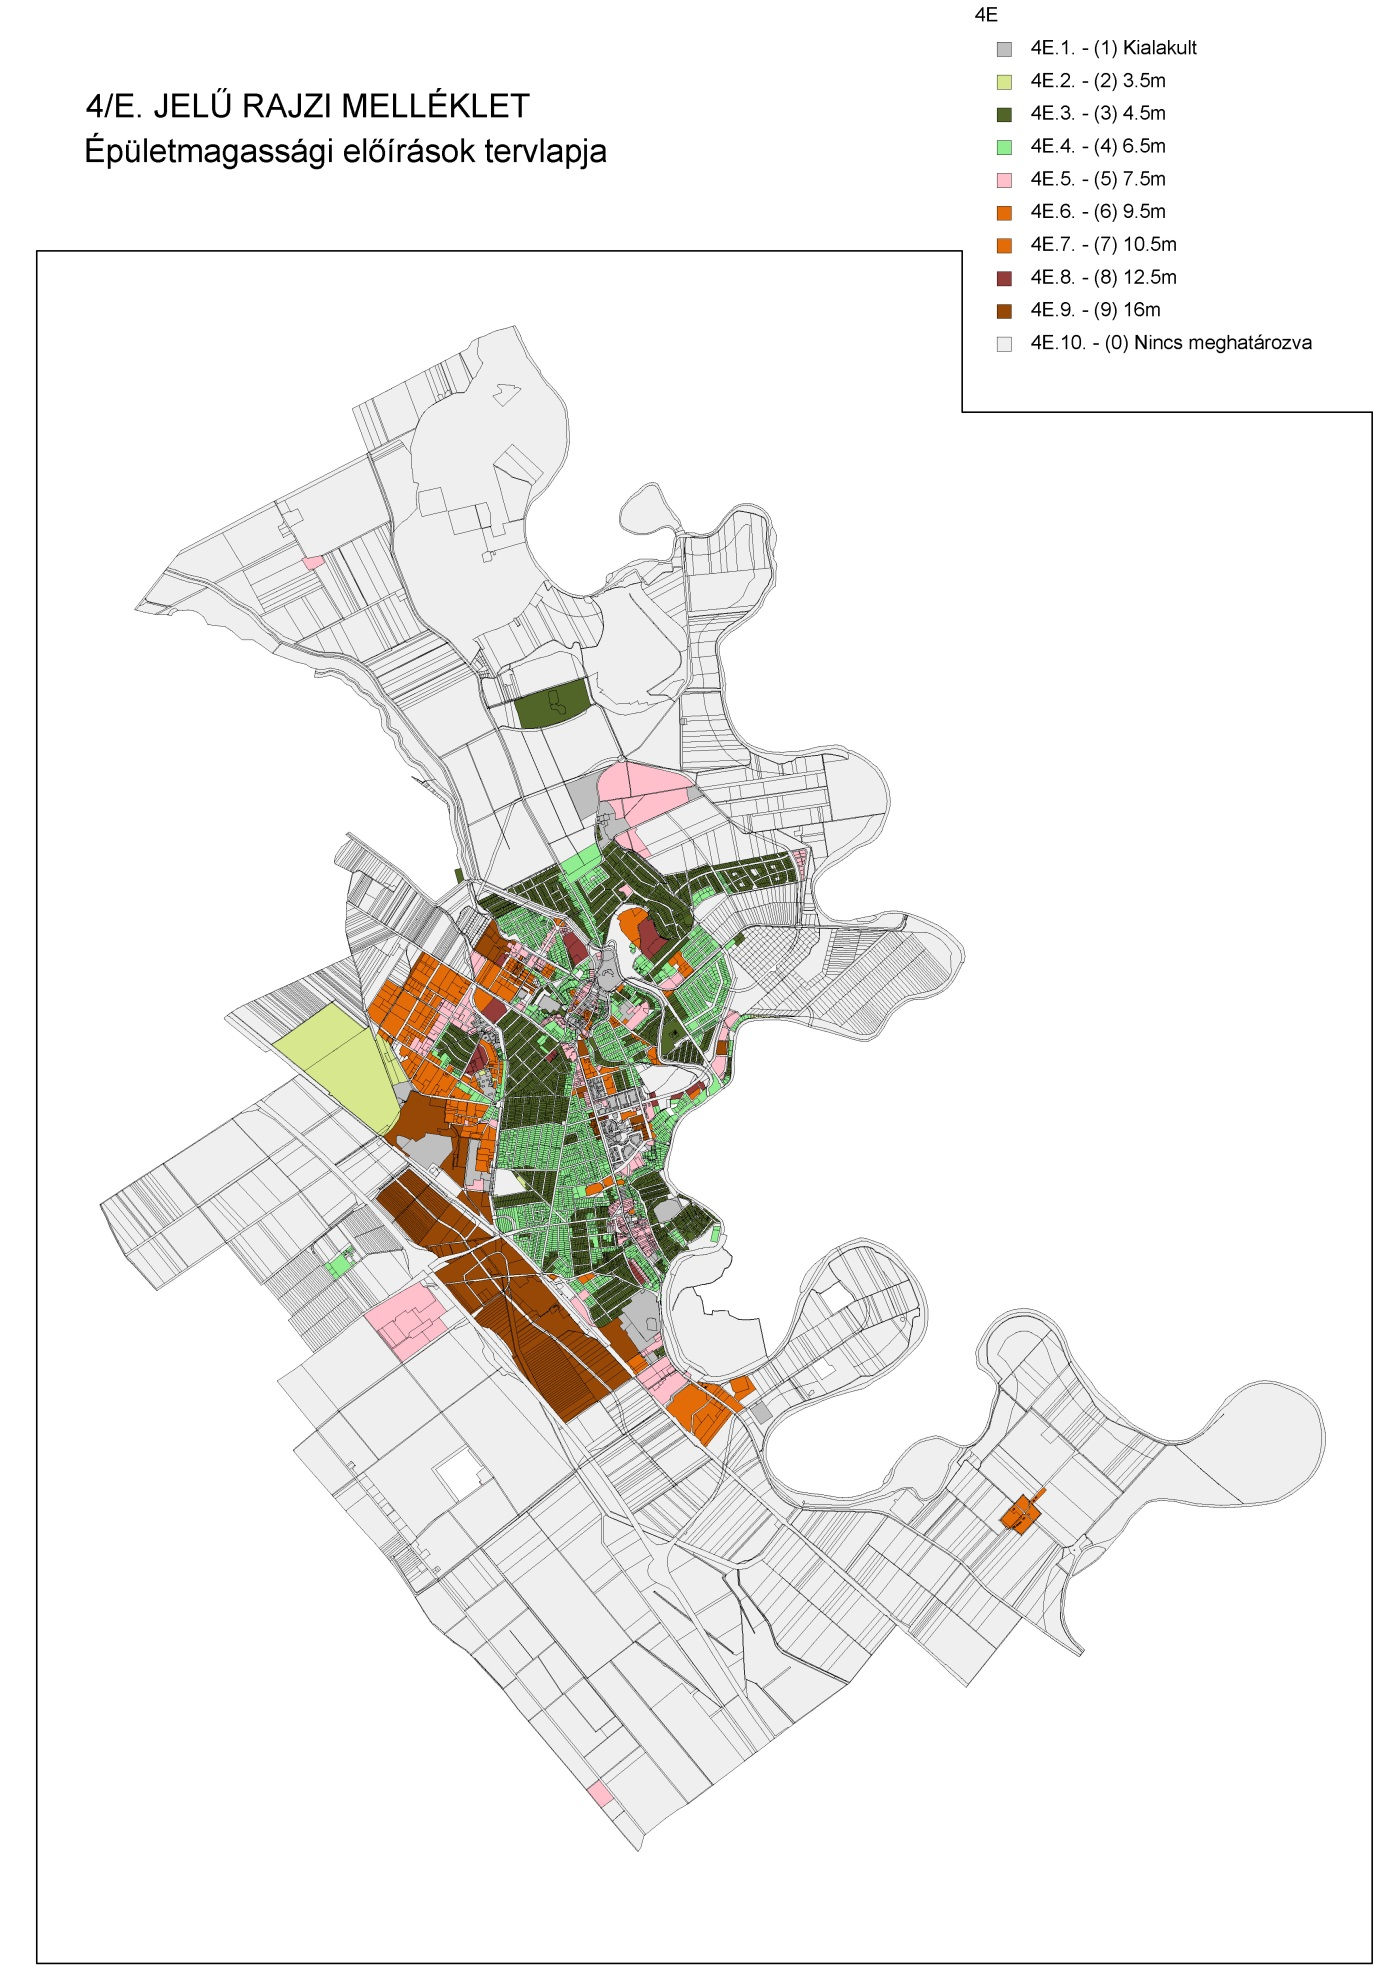 4E
4E.1. - (1) Kialakult
4E.2. - (2) 3.5m
4E.3. - (3) 4.5m
4E.4. - (4) 6.5m
4E.5. - (5) 7.5m
4E.6. - (6) 9.5m
4E.7. - (7) 10.5m
4E.8. - (8) 12.5m
4E.9. - (9) 16m
4E.10. - (0) Nincs meghatározva
4/E. JELŰ RAJZI MELLÉKLET
Épületmagassági előírások tervlapja